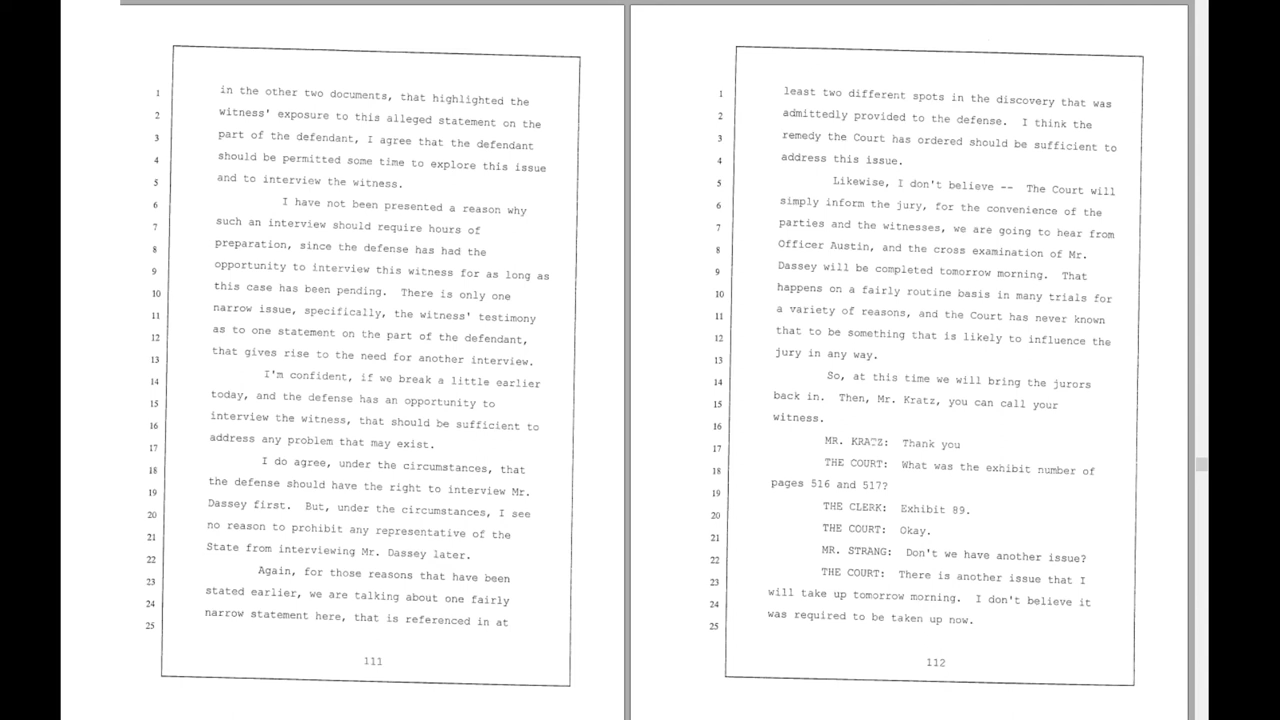 1 in the other two documents, that highlighted the
2 witness' exposure to this alleged statement on the
3 part of the defendant, I agree that the defendant
4 should be permitted some time to explore this issue
5 and to interview the witness.
6 I have not been presented a reason why
7 such an interview should require hours of
8 preparation, since the defense has had the
9 opportunity to interview this witness for as long as
10 this case has been pending. There is only one
11 narrow issue, specifically, the witness' testimony
12 as to one statement on the part of the defendant,
13 that gives rise to the need for another interview.
14 I'm confident, if we break a little earlier
15 today, and the defense has an opportunity to
16 interview the witness, that should be sufficient to
17 address any problem that may exist.
18 I do agree, under the circumstances, that
19 the defense should have the right to interview Mr.
20 Dassey first. But, under the circumstances, I see
21 no reason to prohibit any representative of the
22 State from interviewing Mr. Dassey later.
23 Again, for those reasons that have been
24 stated earlier, we are talking about one fairly
25 narrow statement here, that is referenced in at
111
1 least two different spots in the discovery that was
2 admittedly provided to the defense. I think the
3 remedy the Court has ordered should be sufficient to
4 address this issue.
5 Likewise, I don't believe -- The Court will
6 simply inform the jury, for the convenience of the
7 parties and the witnesses, we are going to hear from
8 Officer Austin, and the cross examination of Mr.
9 Dassey will be completed tomorrow morning. That
10 happens on a fairly routine basis in many trials for
11 a variety of reasons, and the Court has never known
12 that to be something that is likely to influence the
13 jury in any way.
14 So, at this time we will bring the jurors
15 back in. Then, Mr. Kratz, you can call your
16 witness.
17 MR. KRATZ: Thank you
18 THE COURT: What was the exhibit number of
19 pages 516 and 517?
20 THE CLERK: Exhibit 89.
21 THE COURT: Okay.
22 MR. STRANG: Don't we have another issue?
23 THE COURT: There is another issue that I
24 will take up tomorrow morning. I don't believe it
25 was required to be taken up now.
112